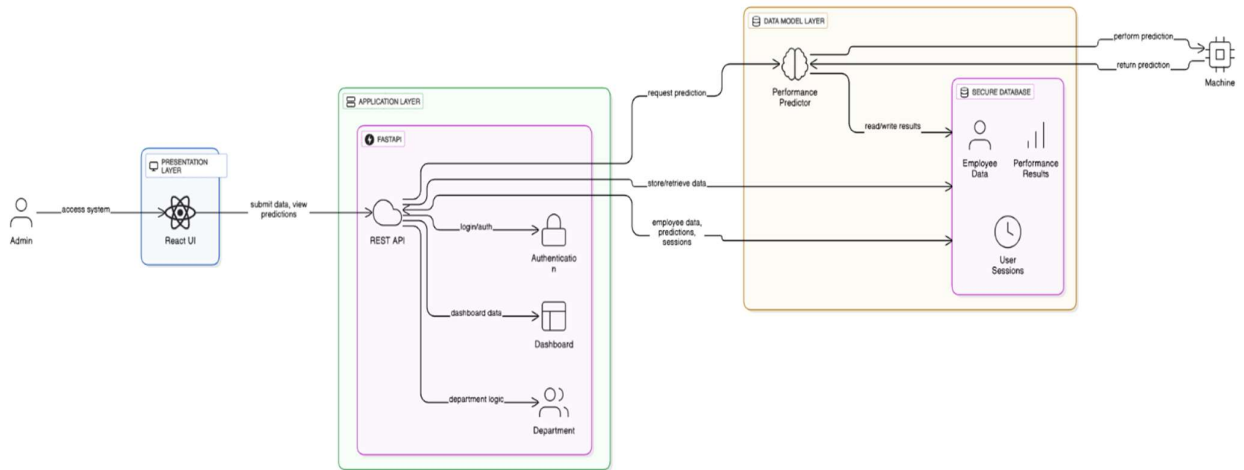 DATA MODEL LAYER
perform prediction
return prediction
Machine
Performance
Predictor
request prediction
SECURE DATABASE
read/write results
Employee
Data
Performance
Results
User
Sessions
APPLICATION LAYER
FASTAPI
store/retrieve data
employee data,
predictions,
sessions
PRESENTATION
LAYER
access system
Admin
React UI
submit data, view
predictions
REST API
login/auth
Authenticatio
n
dashboard data
Dashboard
department logic
Department